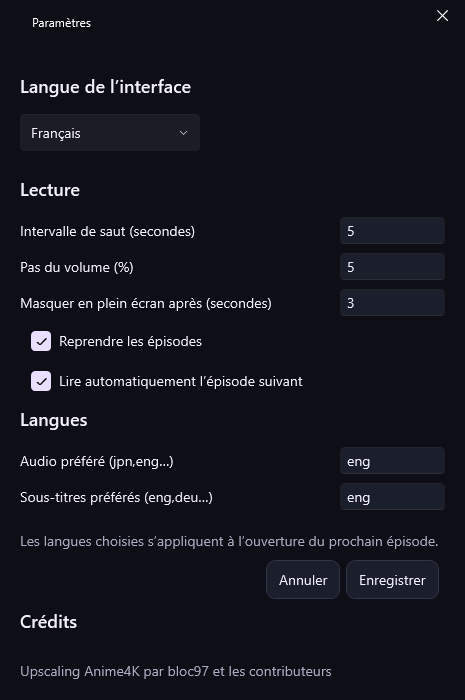 Paramètres
Langue de l’interface
Français
Lecture
Intervalle de saut (secondes)
5
Pas du volume (%)
5
Masquer en plein écran après (secondes)
3
Reprendre les épisodes
Lire automatiquement l’épisode suivant
Langues
Audio préféré (jpn,eng…)
eng
Sous-titres préférés (eng,deu…)
eng
Les langues choisies s’appliquent à l’ouverture du prochain épisode.
Annuler
Enregistrer
Crédits
Upscaling Anime4K par bloc97 et les contributeurs